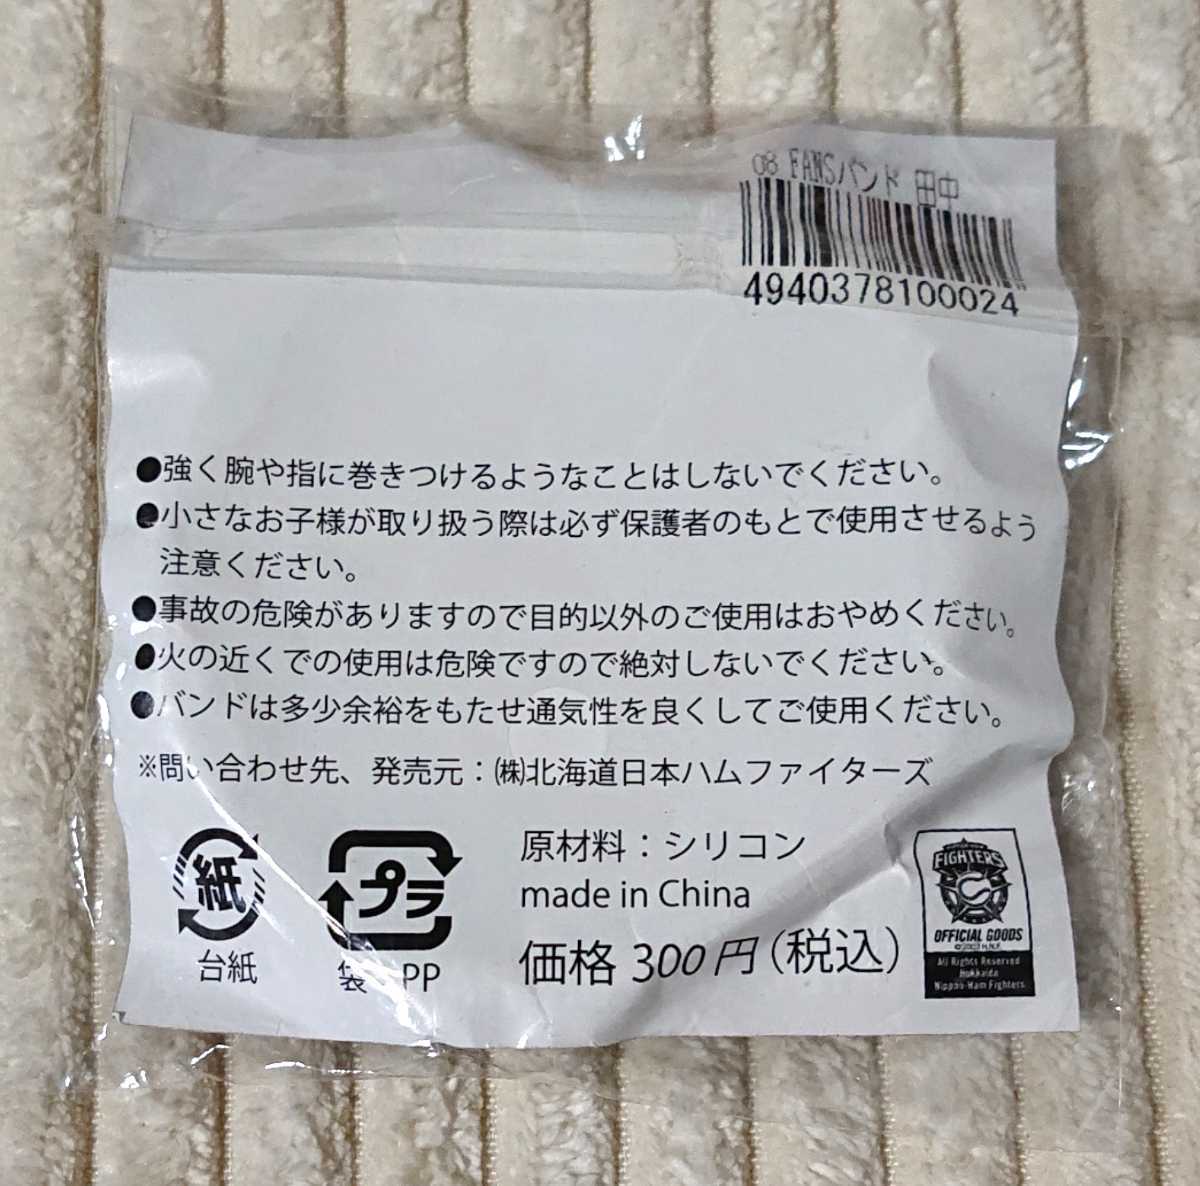 08 FANSバンド 田中
4940378100024
●強く腕や指に巻きつけるようなことはしないでください。
●小さなお子様が取り扱う際は必ず保護者のもとで使用させるよう
注意ください。
●事故の危険がありますので目的以外のご使用はおやめください。
●火の近くでの使用は危険ですので絶対しないでください。
●バンドは多少余裕をもたせ通気性を良くしてご使用ください。
※問い合わせ先、発売元：㈱北海道日本ハムファイターズ
紙
台紙
プラ
袋 PP
原材料：シリコン
made in China
価格 300円（税込）
FIGHTERS
OFFICIAL GOODS
All Rights Reserved
Hokkaido
Nippon-Ham Fighters